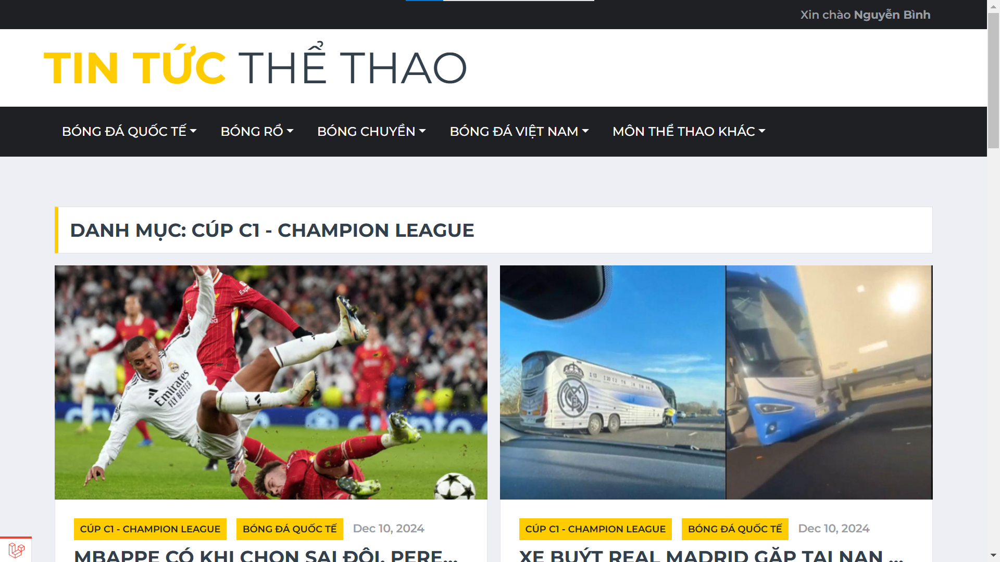 Xin chào Nguyễn Bình
TIN TỨC THỂ THAO
BÓNG ĐÁ QUỐC TẾ BÓNG RỔ BÓNG CHUYỀN BÓNG ĐÁ VIỆT NAM MÔN THỂ THAO KHÁC
DANH MỤC: CÚP C1 - CHAMPION LEAGUE
Emirates
FLY BETTER
CÚP C1 - CHAMPION LEAGUE BÓNG ĐÁ QUỐC TẾ Dec 10, 2024
MBAPPE CÓ KHI CHỌN SAI ĐỘI, PERE...
CÚP C1 - CHAMPION LEAGUE BÓNG ĐÁ QUỐC TẾ Dec 10, 2024
XE BUÝT REAL MADRID GẶP TAI NẠN ...